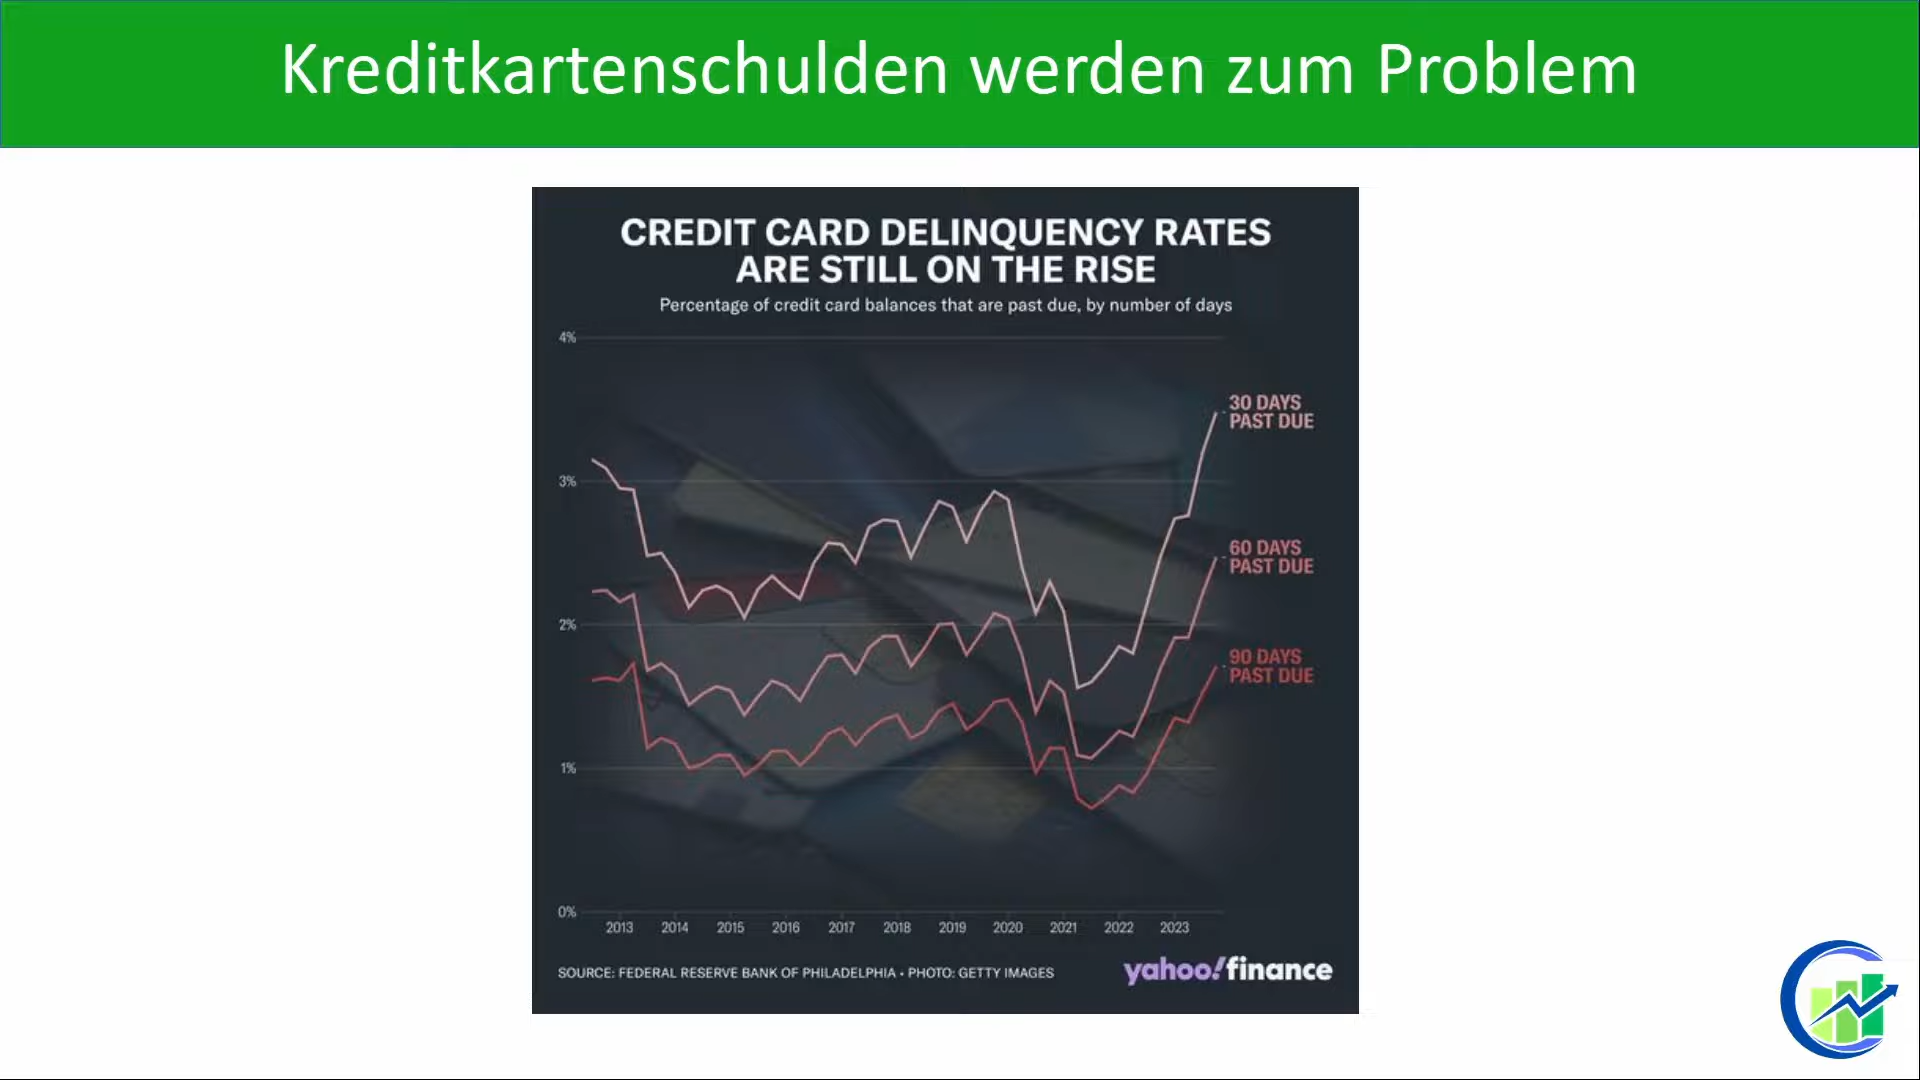 Kreditkartenschulden werden zum Problem
CREDIT CARD DELINQUENCY RATES
ARE STILL ON THE RISE
Percentage of credit card balances that are past due, by number of days
4%
30 DAYS
PAST DUE
3%
60 DAYS
PAST DUE
2%
90 DAYS
PAST DUE
1%
0%
2013 2014 2015 2016 2017 2018 2019 2020 2021 2022 2023
SOURCE: FEDERAL RESERVE BANK OF PHILADELPHIA • PHOTO: GETTY IMAGES
yahoo!finance